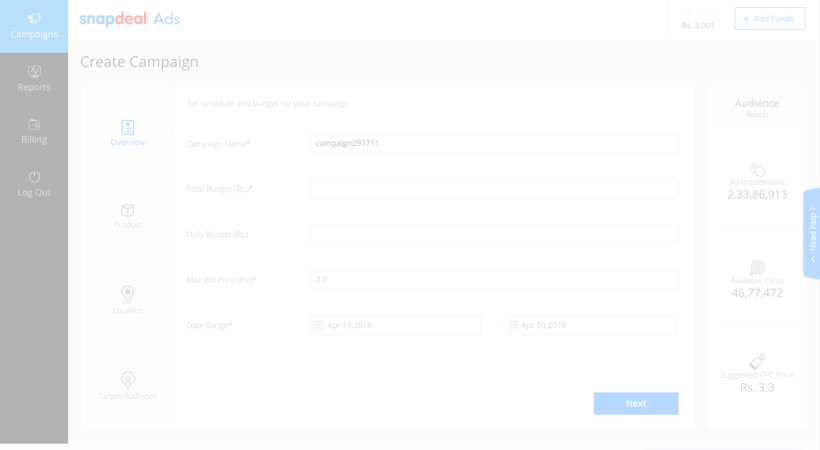 Campaigns
Reports
Billing
Log Out
snapdeal Ads
Rs. 3,001
+ Add Funds
Create Campaign
Overview
Product
Location
Target Audience
Set schedule and budget for your campaign
Campaign Name*
campaign297711
Total Budget (Rs.)*
Daily Budget (Rs.)
Max Bid Price (Rs.)*
2.0
Date Range*
Apr 19,2016
Apr 20,2016
Next
Audience
Reach
Ad Impressions
2,33,86,913
Available Clicks
46,77,472
Suggested CPC Price
Rs. 3.3
Need help ?